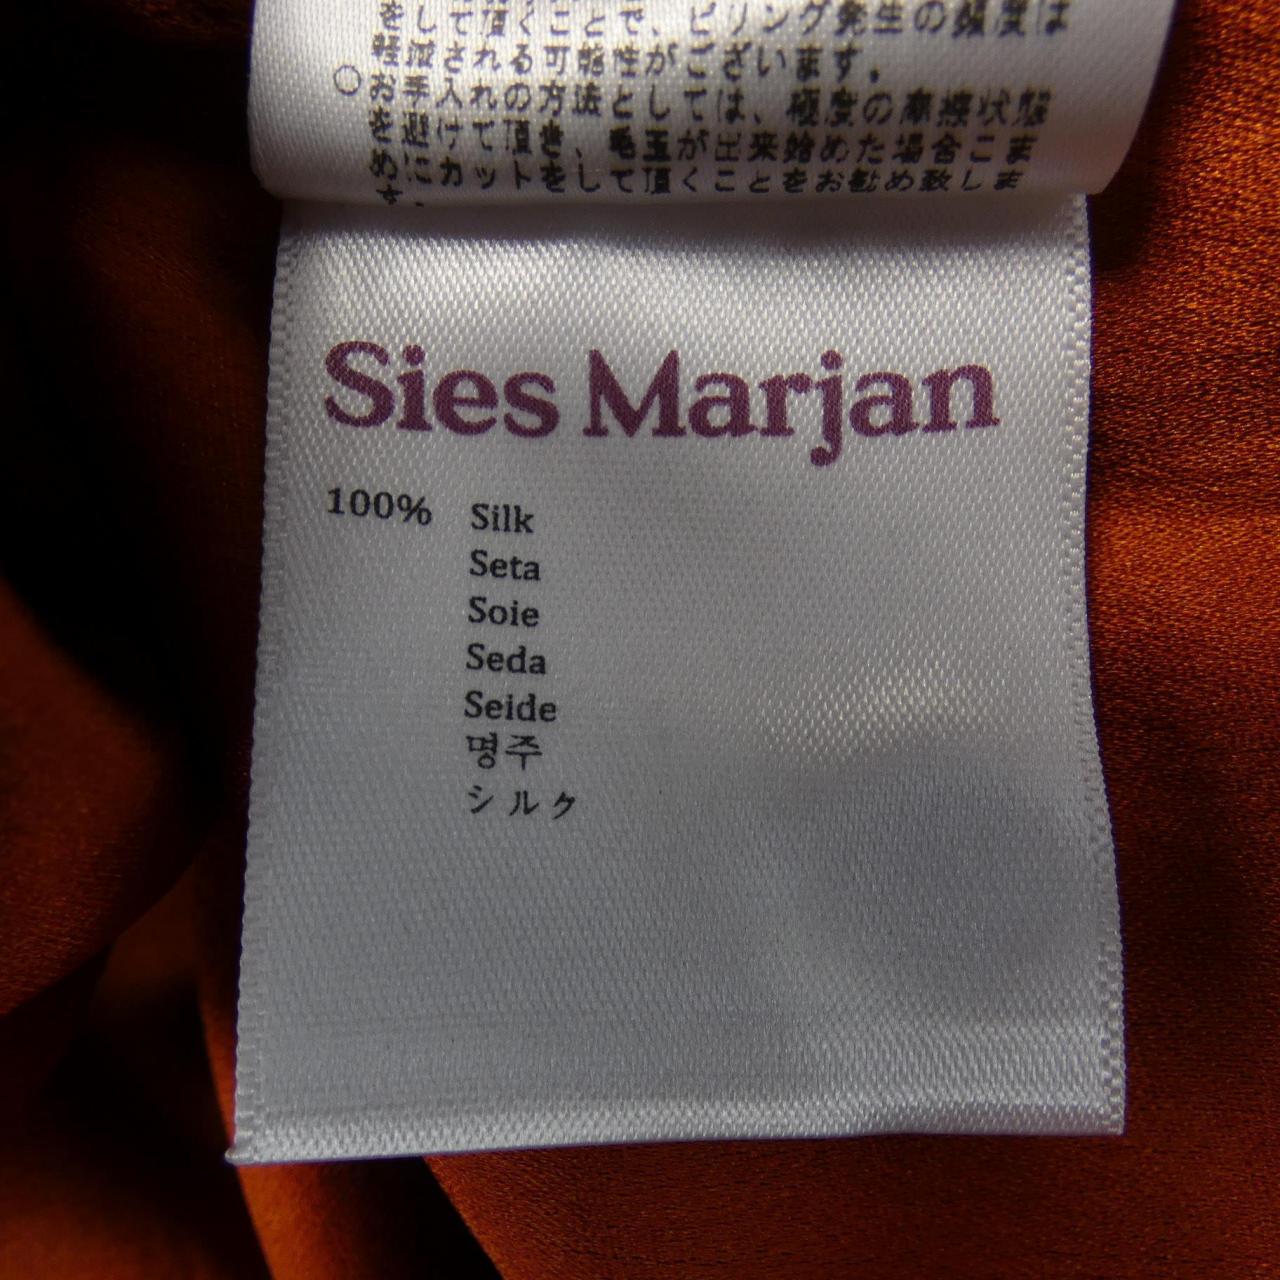 をして頂くことで、ピリング発生の頻度は
軽減される可能性がございます。
○お手入れの方法としては、極度の摩擦状態
を避けて頂き、毛玉が出来始めた場合こま
めにカットをして頂くことをお勧め致しま
す。
Sies Marjan
100% Silk
Seta
Soie
Seda
Seide
명주
シルク